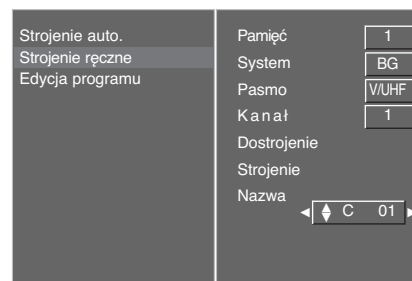 Strojenie auto.
Strojenie ręczne
Edycja programu
Pamięć 1
System BG
Pasmo V/UHF
Kanał 1
Dostrojenie
Strojenie
Nazwa
C 01